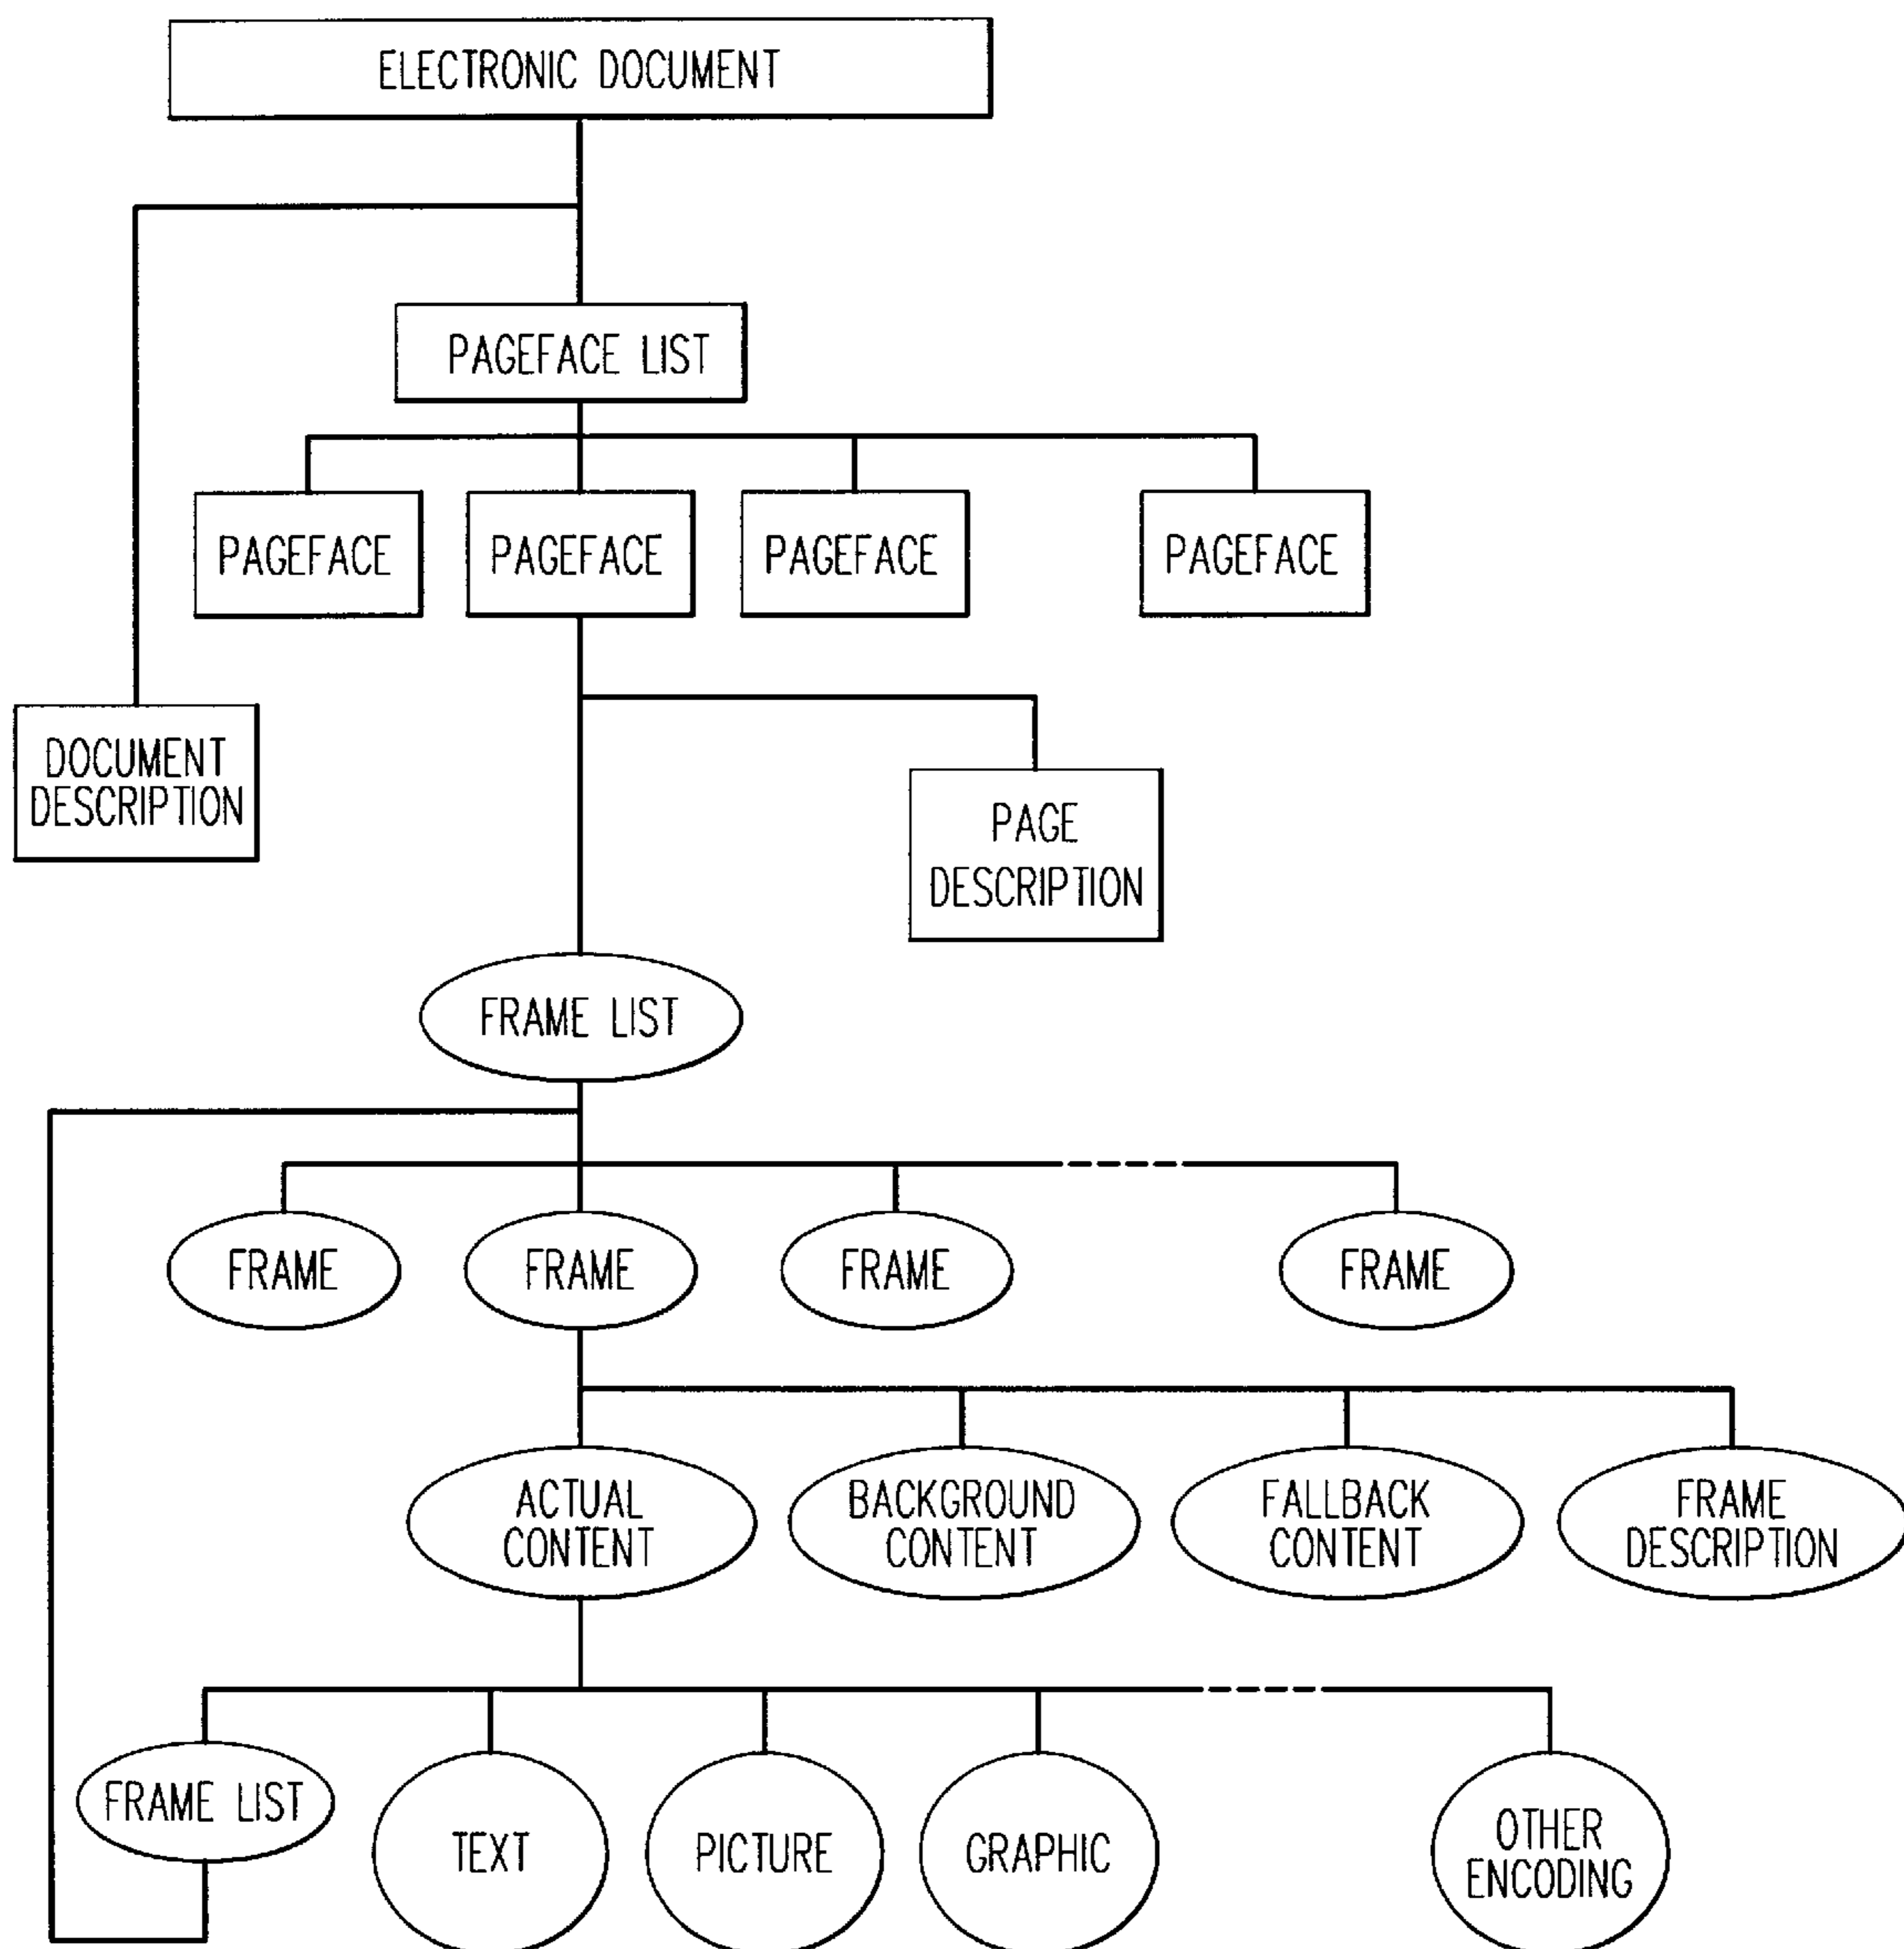 ELECTRONIC DOCUMENT
PAGEFACE LIST
PAGEFACE
PAGEFACE
PAGEFACE
PAGEFACE
DOCUMENT
DESCRIPTION
PAGE
DESCRIPTION
FRAME LIST
FRAME
FRAME
FRAME
FRAME
ACTUAL
CONTENT
BACKGROUND
CONTENT
FALLBACK
CONTENT
FRAME
DESCRIPTION
FRAME LIST
TEXT
PICTURE
GRAPHIC
OTHER
ENCODING